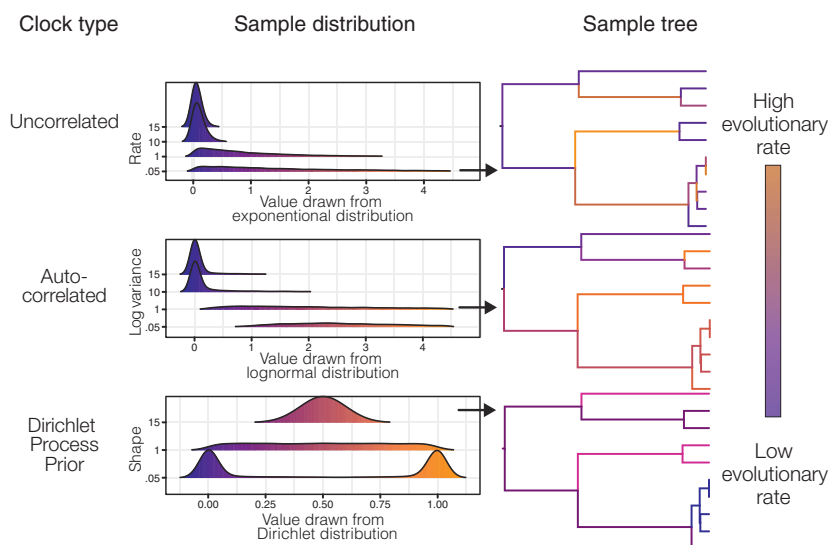 Clock type
Sample distribution
Sample tree
Uncorrelated
Rate
15
10
1
.05
0 1 2 3 4
Value drawn from
exponentional distribution
High
evolutionary
rate
Auto-
correlated
Log variance
15
10
1
.05
0 1 2 3 4
Value drawn from
lognormal distribution
Dirichlet
Process
Prior
Shape
15
1
.05
0.00 0.25 0.50 0.75 1.00
Value drawn from
Dirichlet distribution
Low
evolutionary
rate